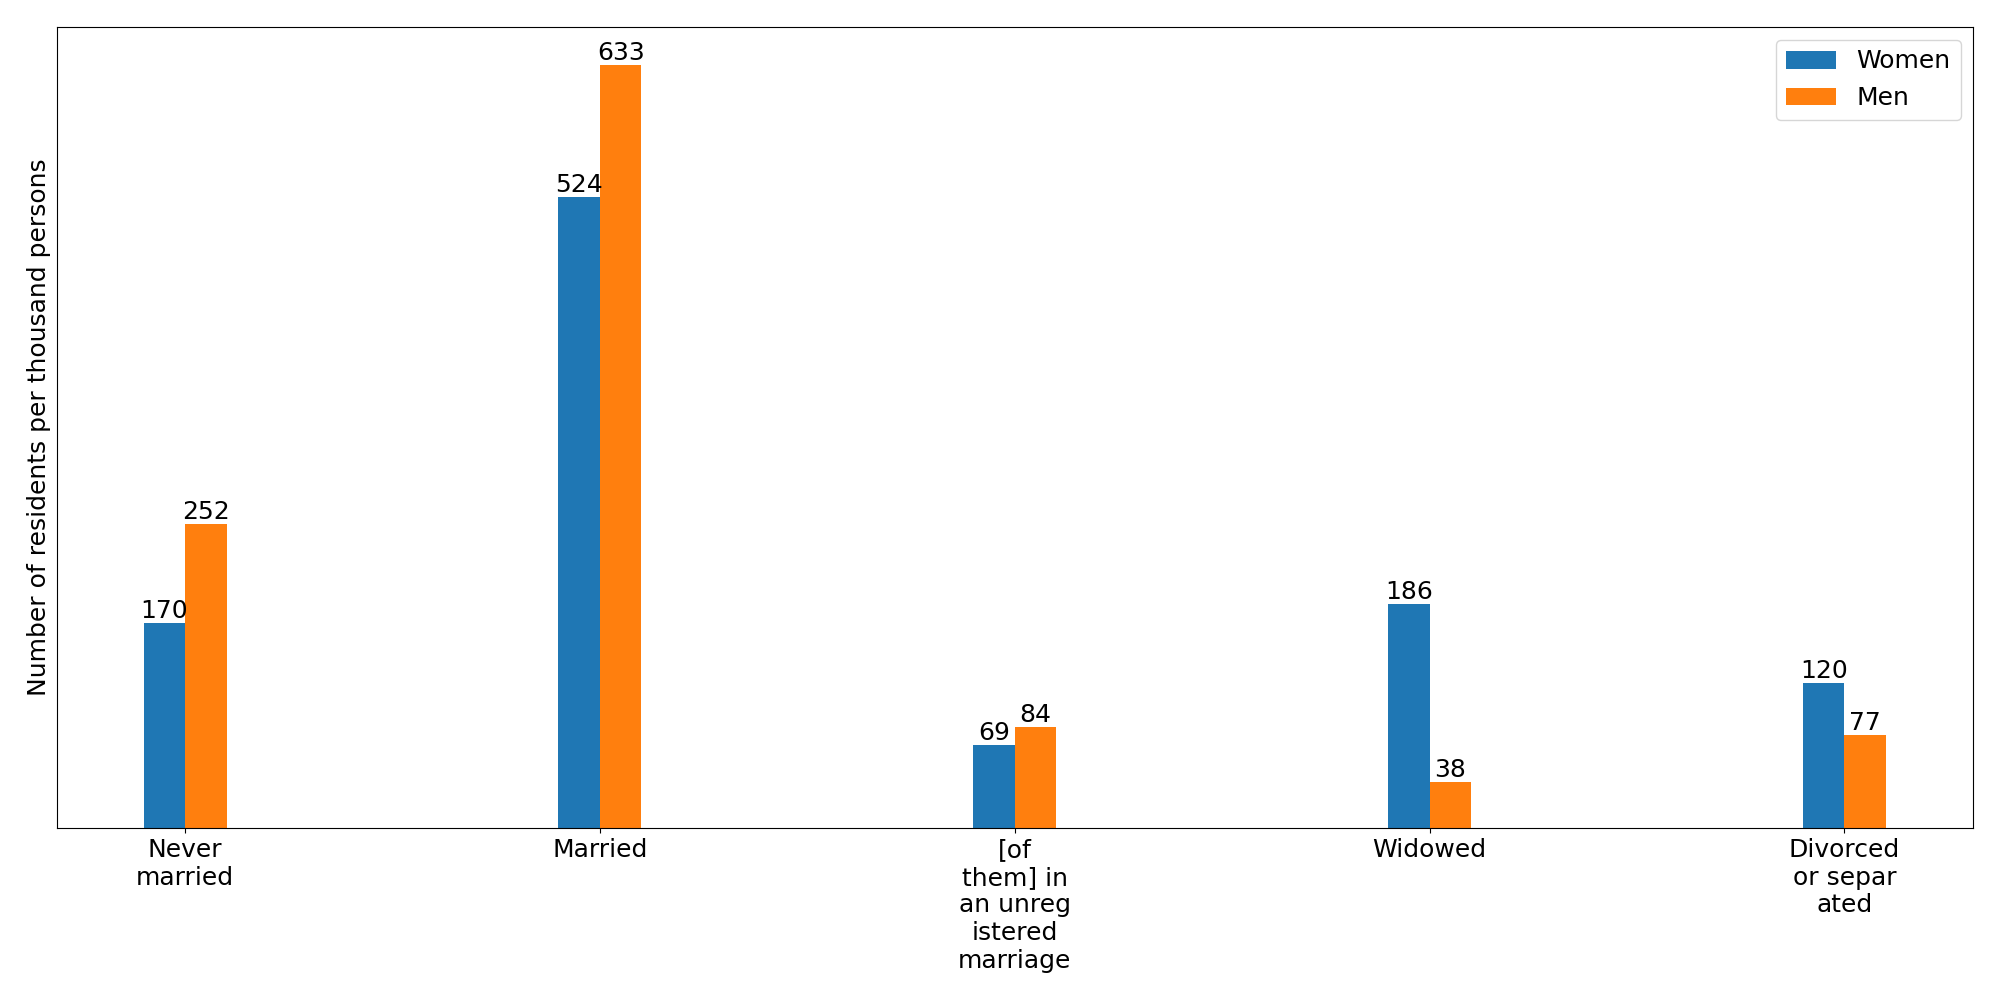 Number of residents per thousand persons
Women
Men
633
524
252
170
69
84
186
38
120
77
Never
married
Married
[of
them] in
an unreg
istered
marriage
Widowed
Divorced
or separ
ated